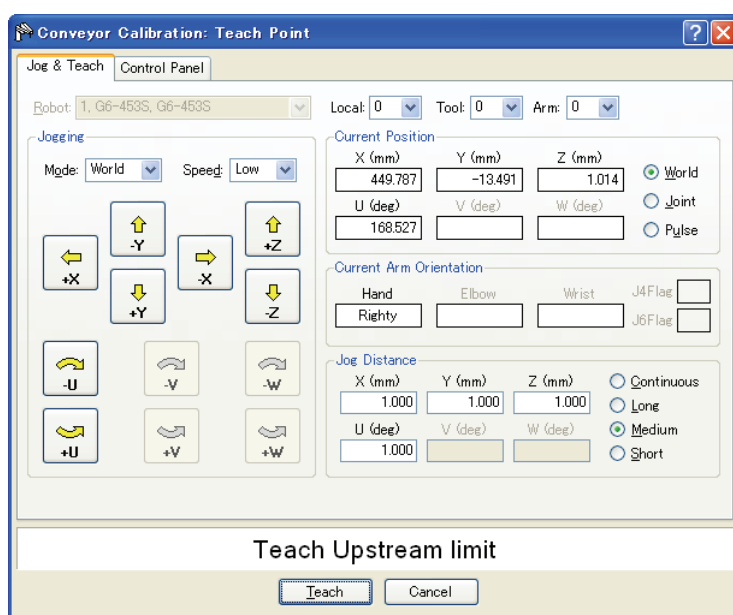 Conveyor Calibration: Teach Point
Jog & Teach Control Panel
Robot: 1, G6-453S, G6-453S Local: 0 Tool: 0 Arm: 0
Jogging
Mode: World Speed: Low
+X
-Y
+Y
-X
+Z
-Z
-U -V -W
+U +V +W
Current Position
X (mm) Y (mm) Z (mm)
449.787 -13.491 1.014
U (deg) V (deg) W (deg)
168.527
World
Joint
Pulse
Current Arm Orientation
Hand Elbow Wrist
Righty
J4Flag
J6Flag
Jog Distance
X (mm) Y (mm) Z (mm)
1.000 1.000 1.000
U (deg) V (deg) W (deg)
1.000
Continuous
Long
Medium
Short
Teach Upstream limit
Teach Cancel